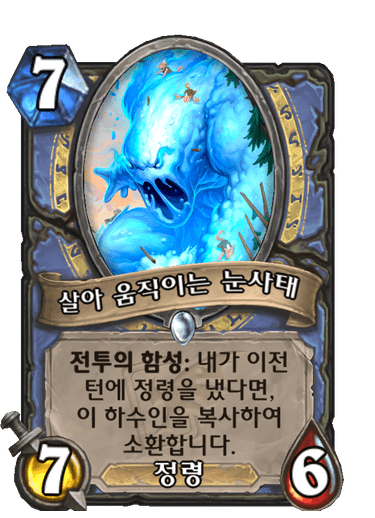 7
살아 움직이는 눈사태
전투의 함성: 내가 이전
턴에 정령을 냈다면,
이 하수인을 복사하여
소환합니다.
7
정령
6